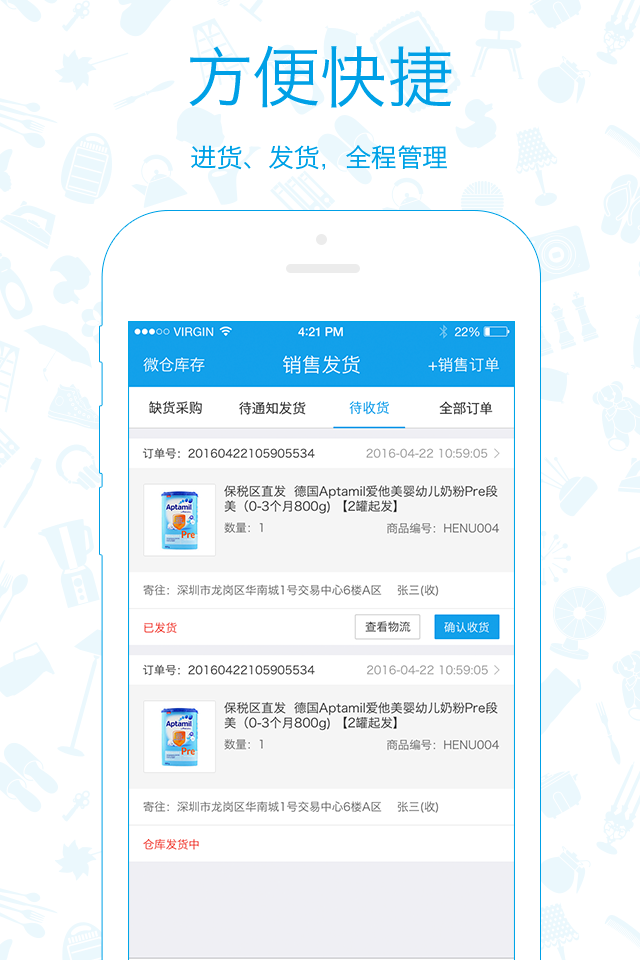 方便快捷
进货、发货，全程管理
VIRGIN 4:21 PM 22%
微仓库存 销售发货 +销售订单
缺货采购 待通知发货 待收货 全部订单
订单号：20160422105905534 2016-04-22 10:59:05
保税区直发 德国Aptamil爱他美婴幼儿奶粉Pre段
美（0-3个月800g）【2罐起发】
Aptamil
Pre
数量：1 商品编号：HENU004
寄往：深圳市龙岗区华南城1号交易中心6楼A区 张三(收)
已发货 查看物流 确认收货
订单号：20160422105905534 2016-04-22 10:59:05
保税区直发 德国Aptamil爱他美婴幼儿奶粉Pre段
美（0-3个月800g）【2罐起发】
Aptamil
Pre
数量：1 商品编号：HENU004
寄往：深圳市龙岗区华南城1号交易中心6楼A区 张三(收)
仓库发货中